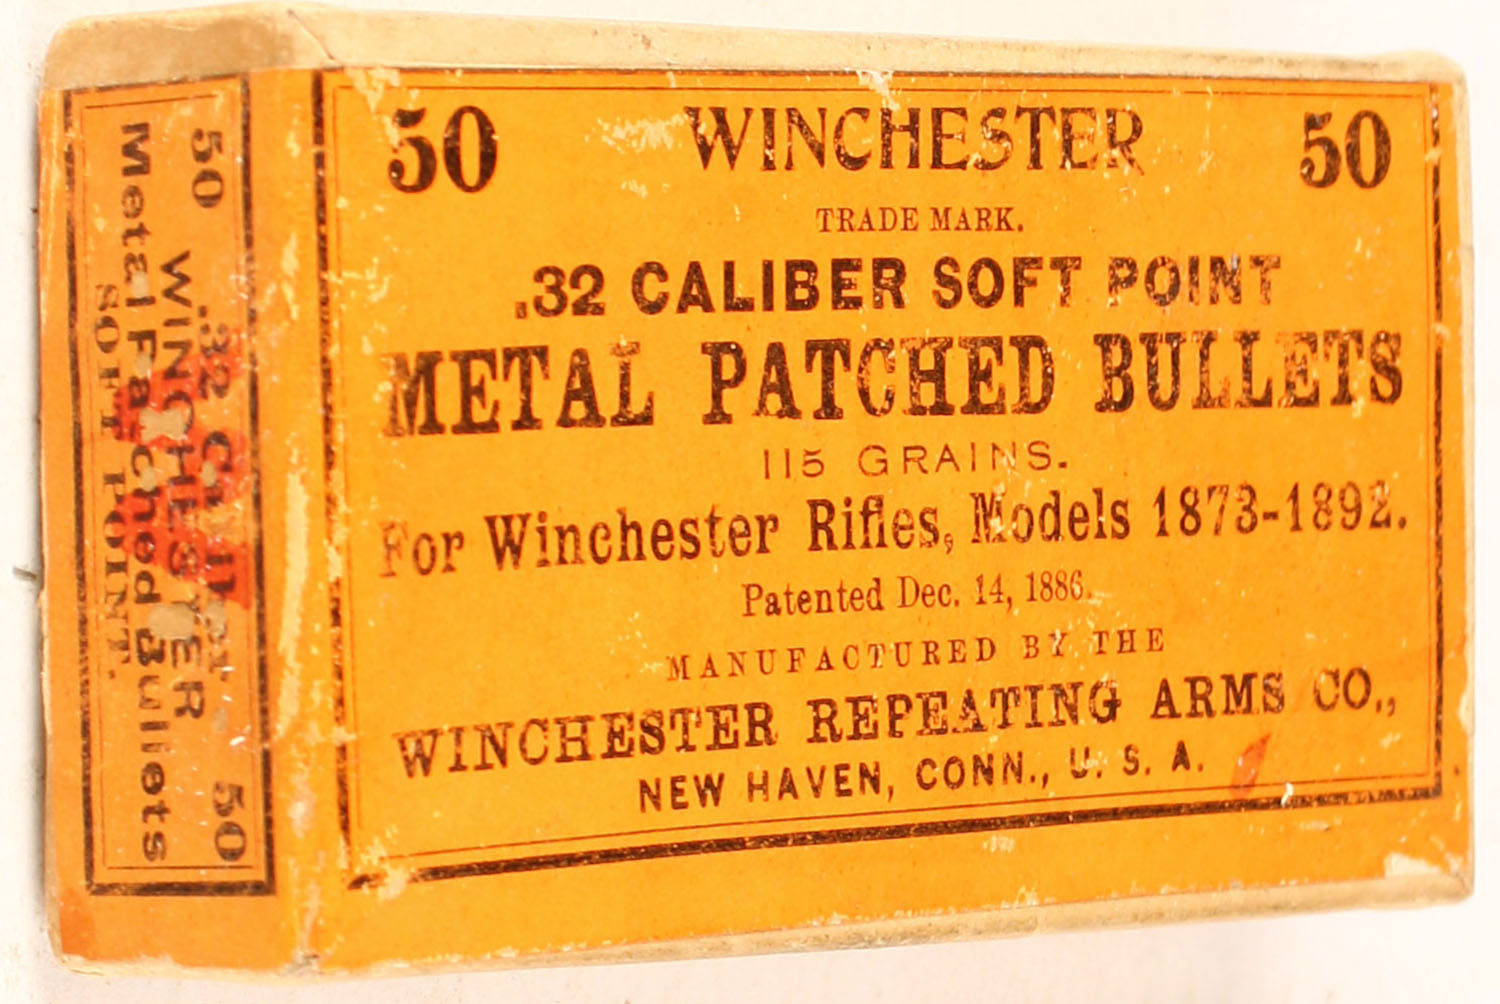 50 WINCHESTER 50
TRADE MARK.
.32 CALIBER SOFT POINT
METAL PATCHED BULLETS
115 GRAINS.
For Winchester Rifles, Models 1873-1892.
Patented Dec. 14, 1886.
MANUFACTURED BY THE
WINCHESTER REPEATING ARMS CO.,
NEW HAVEN, CONN., U. S. A.
50 .32 Caliber. 50
WINCHESTER
Metal Patched Bullets
SOFT POINT.